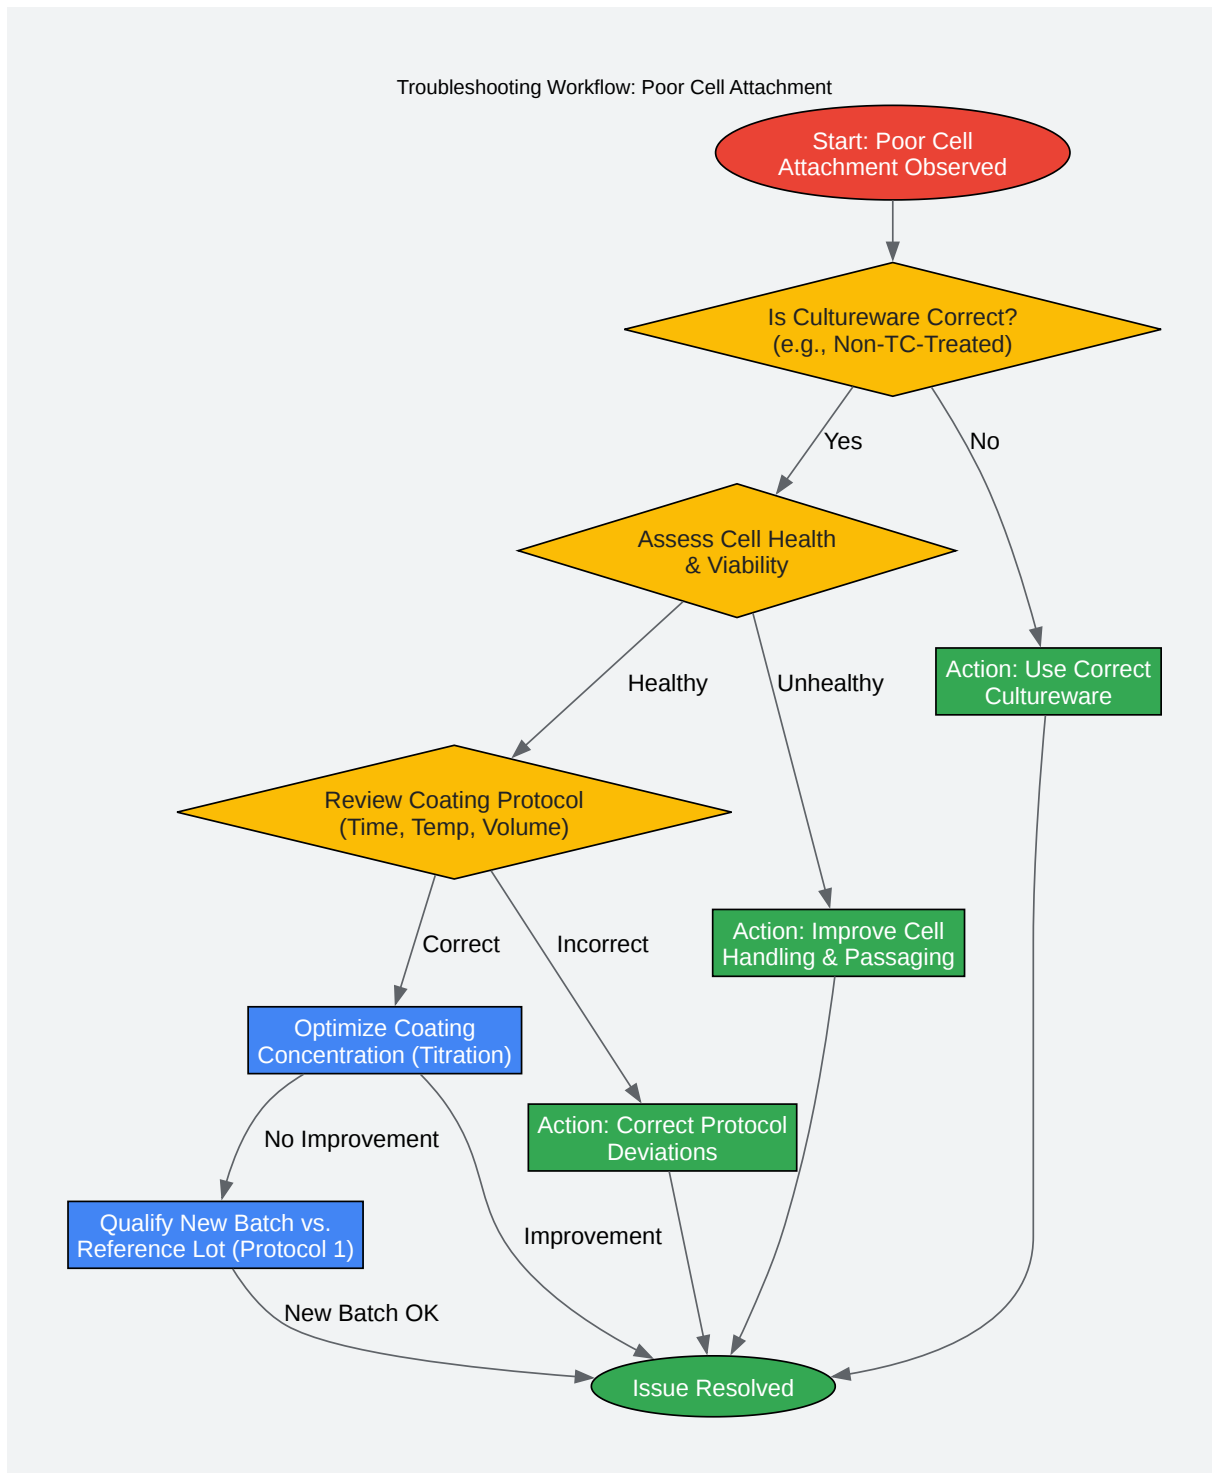 Troubleshooting Workflow: Poor Cell Attachment
Start: Poor Cell
Attachment Observed
Is Cultureware Correct?
(e.g., Non-TC-Treated)
Yes
No
Assess Cell Health
& Viability
Healthy
Unhealthy
Action: Use Correct
Cultureware
Review Coating Protocol
(Time, Temp, Volume)
Correct
Incorrect
Action: Improve Cell
Handling & Passaging
Optimize Coating
Concentration (Titration)
No Improvement
Action: Correct Protocol
Deviations
Qualify New Batch vs.
Reference Lot (Protocol 1)
Improvement
New Batch OK
Issue Resolved